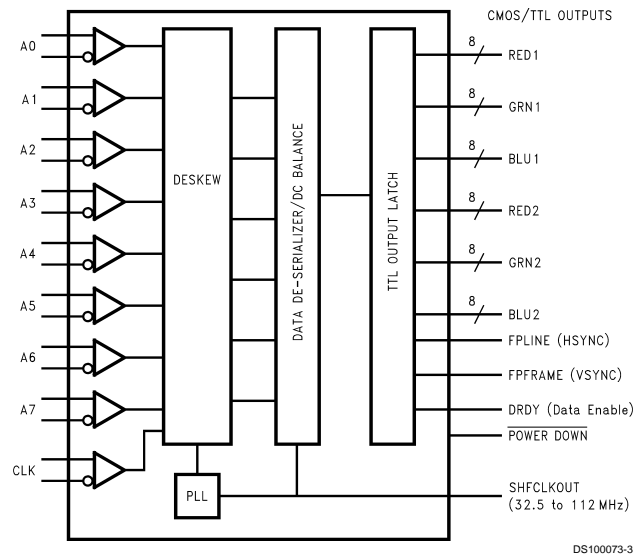 CMOS/TTL OUTPUTS
A0
A1
A2
A3
A4
A5
A6
A7
CLK
DESKEW
PLL
DATA DE-SERIALIZER/DC BALANCE
TTL OUTPUT LATCH
8
RED1
8
GRN1
8
BLU1
8
RED2
8
GRN2
8
BLU2
FPLINE (HSYNC)
FPFRAME (VSYNC)
DRDY (Data Enable)
POWER DOWN
SHFCLKOUT
(32.5 to 112 MHz)
DS100073-3